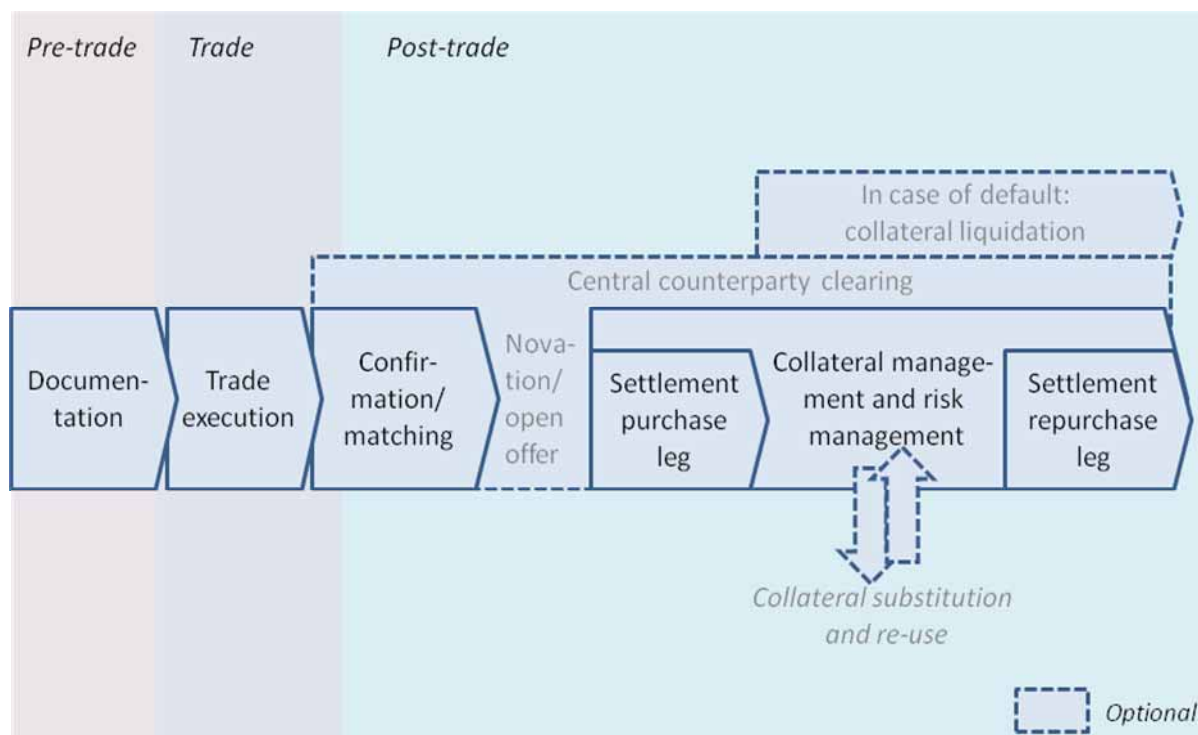 Pre-trade
Trade
Post-trade
In case of default:
collateral liquidation
Central counterparty clearing
Documen-
tation
Trade
execution
Confir-
mation/
matching
Nova-
tion/
open
offer
Settlement
purchase
leg
Collateral manage-
ment and risk
management
Settlement
repurchase
leg
Collateral substitution
and re-use
Optional